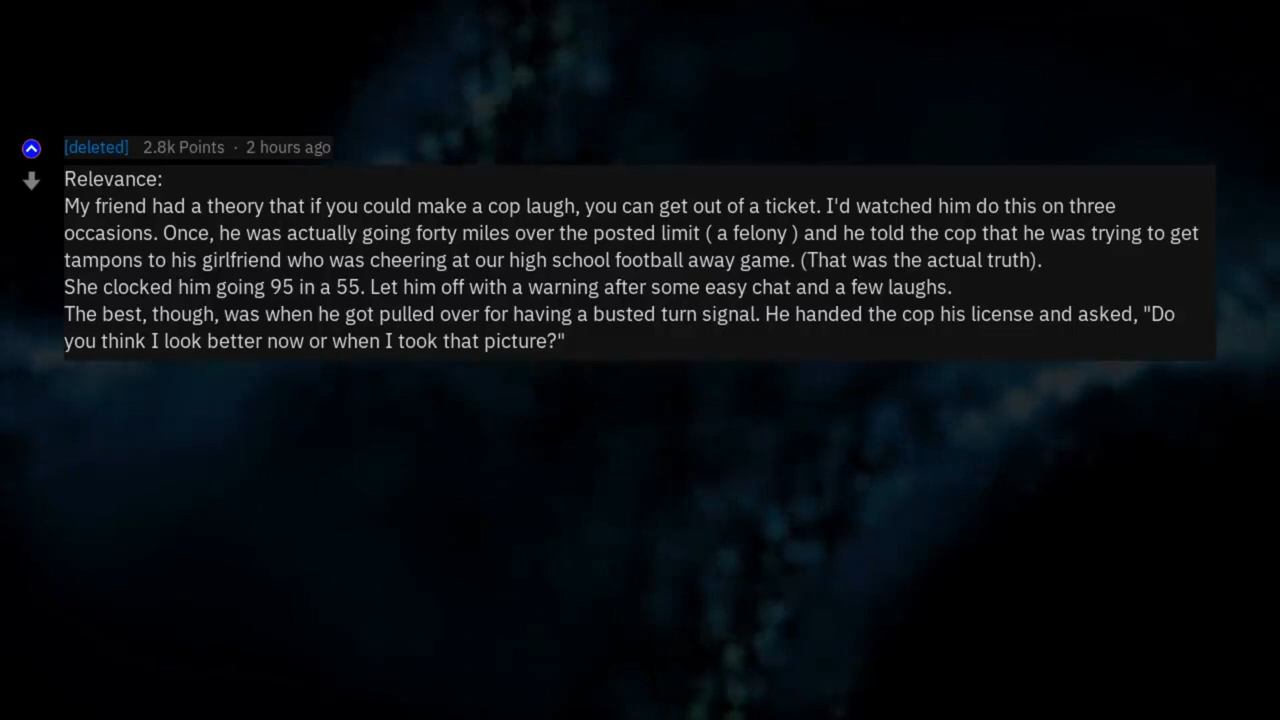 [deleted] 2.8k Points · 2 hours ago
Relevance:
My friend had a theory that if you could make a cop laugh, you can get out of a ticket. I'd watched him do this on three
occasions. Once, he was actually going forty miles over the posted limit ( a felony ) and he told the cop that he was trying to get
tampons to his girlfriend who was cheering at our high school football away game. (That was the actual truth).
She clocked him going 95 in a 55. Let him off with a warning after some easy chat and a few laughs.
The best, though, was when he got pulled over for having a busted turn signal. He handed the cop his license and asked, "Do
you think I look better now or when I took that picture?"